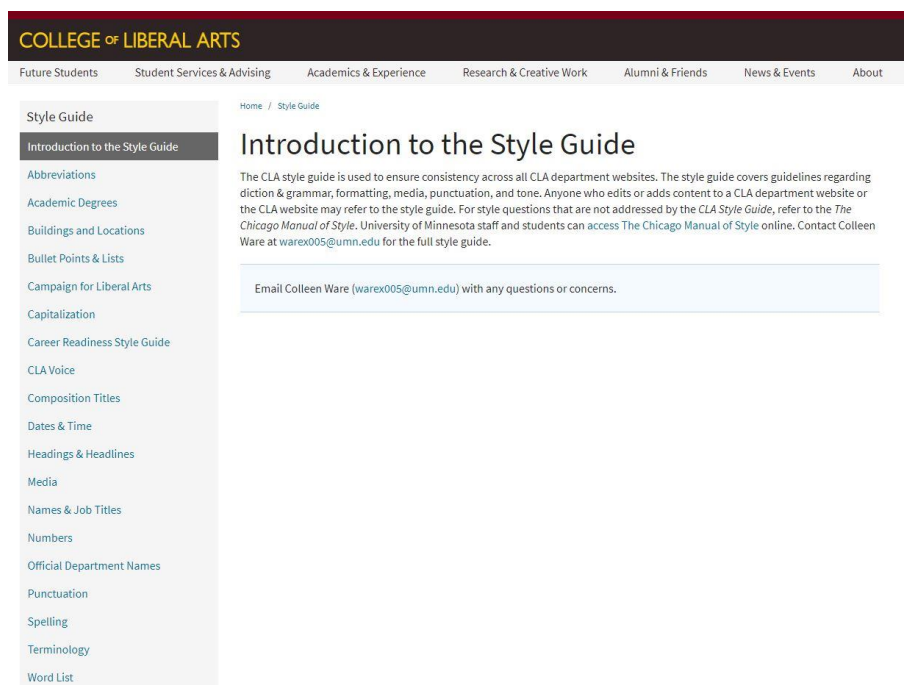 COLLEGE OF LIBERAL ARTS
Future Students Student Services & Advising Academics & Experience Research & Creative Work Alumni & Friends News & Events About
Style Guide
Introduction to the Style Guide
Abbreviations
Academic Degrees
Buildings and Locations
Bullet Points & Lists
Campaign for Liberal Arts
Capitalization
Career Readiness Style Guide
CLA Voice
Composition Titles
Dates & Time
Headings & Headlines
Media
Names & Job Titles
Numbers
Official Department Names
Punctuation
Spelling
Terminology
Word List
Home / Style Guide
Introduction to the Style Guide
The CLA style guide is used to ensure consistency across all CLA department websites. The style guide covers guidelines regarding
diction & grammar, formatting, media, punctuation, and tone. Anyone who edits or adds content to a CLA department website or
the CLA website may refer to the style guide. For style questions that are not addressed by the CLA Style Guide, refer to the The
Chicago Manual of Style. University of Minnesota staff and students can access The Chicago Manual of Style online. Contact Colleen
Ware at warex005@umn.edu for the full style guide.
Email Colleen Ware (warex005@umn.edu) with any questions or concerns.